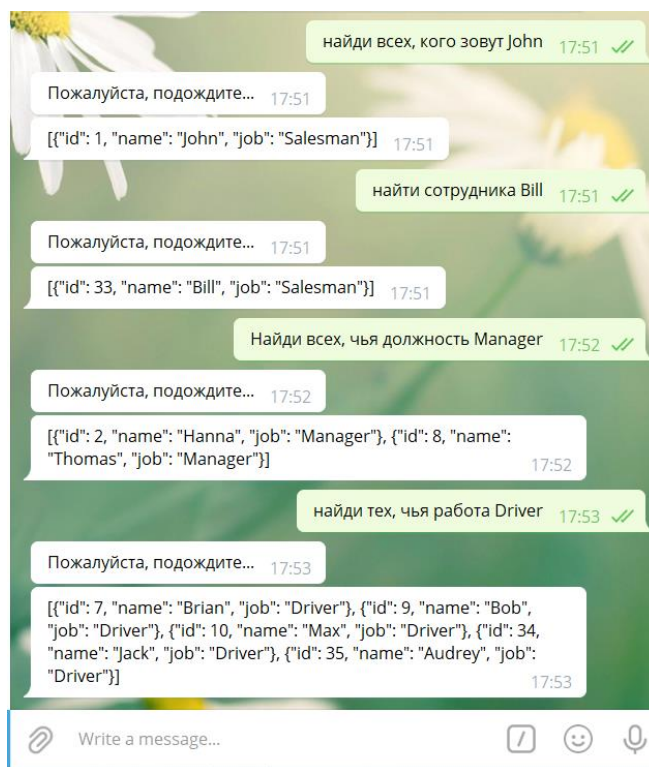 найди всех, кого зовут John 17:51
Пожалуйста, подождите... 17:51
[{"id": 1, "name": "John", "job": "Salesman"}] 17:51
найти сотрудника Bill 17:51
Пожалуйста, подождите... 17:51
[{"id": 33, "name": "Bill", "job": "Salesman"}] 17:51
Найди всех, чья должность Manager 17:52
Пожалуйста, подождите... 17:52
[{"id": 2, "name": "Hanna", "job": "Manager"}, {"id": 8, "name":
"Thomas", "job": "Manager"}] 17:52
найди тех, чья работа Driver 17:53
Пожалуйста, подождите... 17:53
[{"id": 7, "name": "Brian", "job": "Driver"}, {"id": 9, "name": "Bob",
"job": "Driver"}, {"id": 10, "name": "Max", "job": "Driver"}, {"id": 34,
"name": "Jack", "job": "Driver"}, {"id": 35, "name": "Audrey", "job":
"Driver"}] 17:53
Write a message...